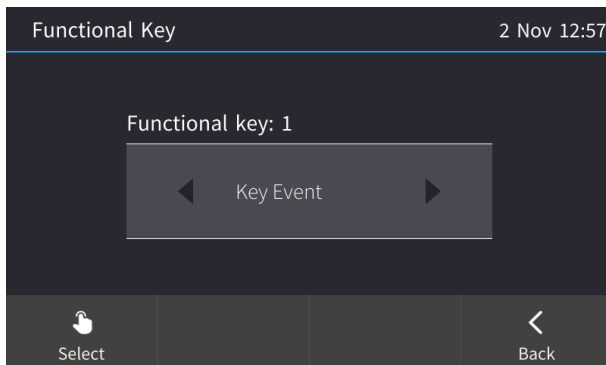 Functional Key 2 Nov 12:57
Functional key: 1
Key Event
Select Back